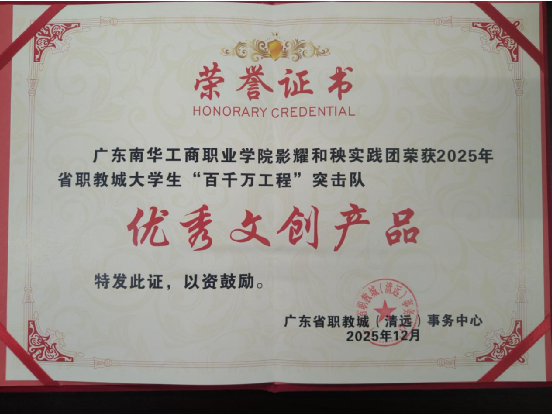 荣誉证书
HONORARY CREDENTIAL
广东南华工商职业学院影耀和秧实践团荣获2025年
省职教城大学生“百千万工程”突击队
优秀文创产品
特发此证，以资鼓励。
广东省职教城（清远）事务中心
2025年12月